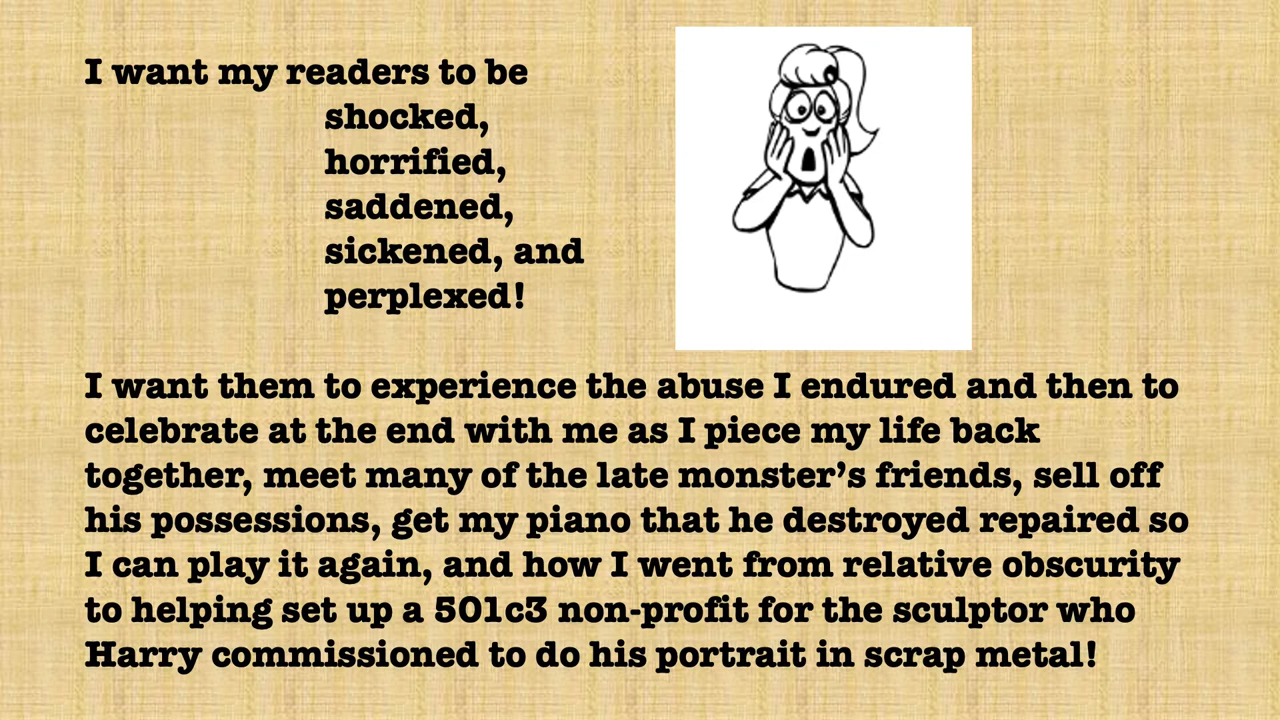 I want my readers to be
shocked,
horrified,
saddened,
sickened, and
perplexed!
I want them to experience the abuse I endured and then to
celebrate at the end with me as I piece my life back
together, meet many of the late monster’s friends, sell off
his possessions, get my piano that he destroyed repaired so
I can play it again, and how I went from relative obscurity
to helping set up a 501c3 non-profit for the sculptor who
Harry commissioned to do his portrait in scrap metal!